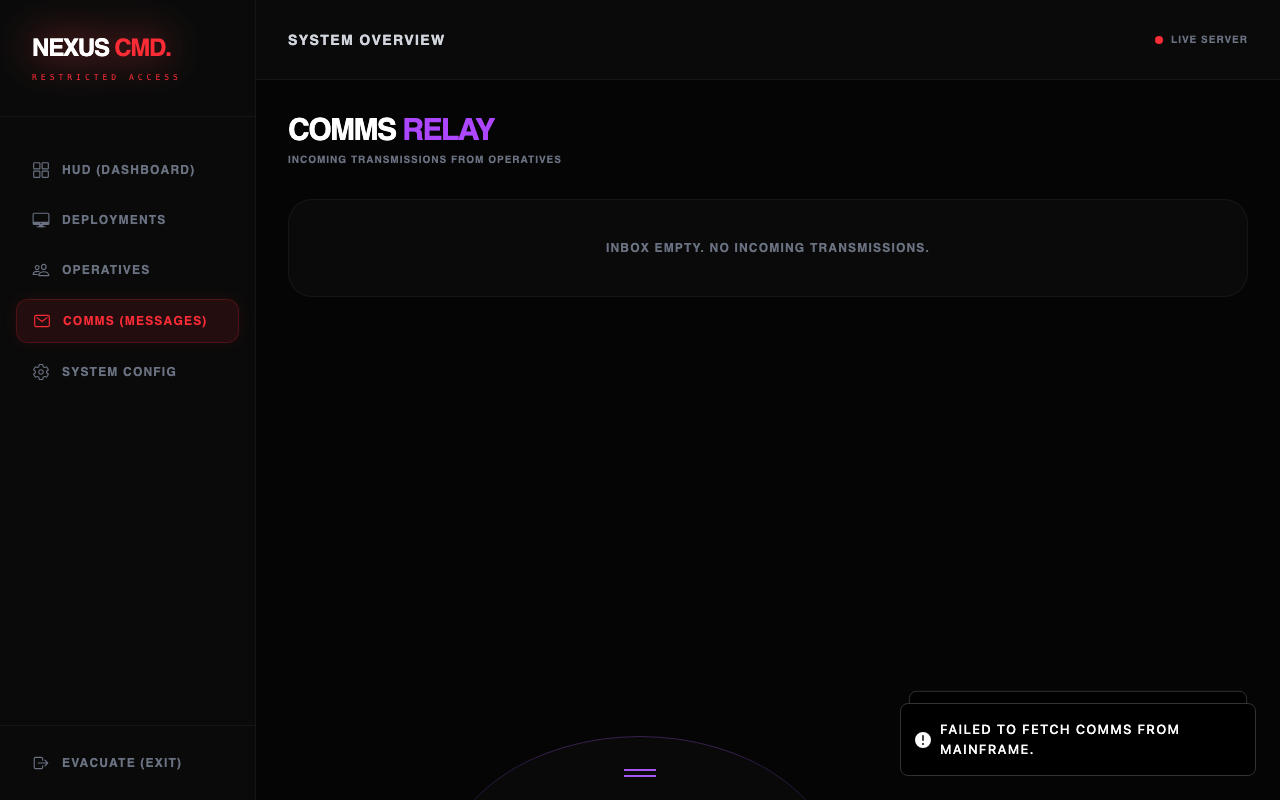 NEXUS CMD.
RESTRICTED ACCESS
HUD (DASHBOARD)
DEPLOYMENTS
OPERATIVES
COMMS (MESSAGES)
SYSTEM CONFIG
EVACUATE (EXIT)
SYSTEM OVERVIEW
LIVE SERVER
COMMS RELAY
INCOMING TRANSMISSIONS FROM OPERATIVES
INBOX EMPTY. NO INCOMING TRANSMISSIONS.
FAILED TO FETCH COMMS FROM
MAINFRAME.